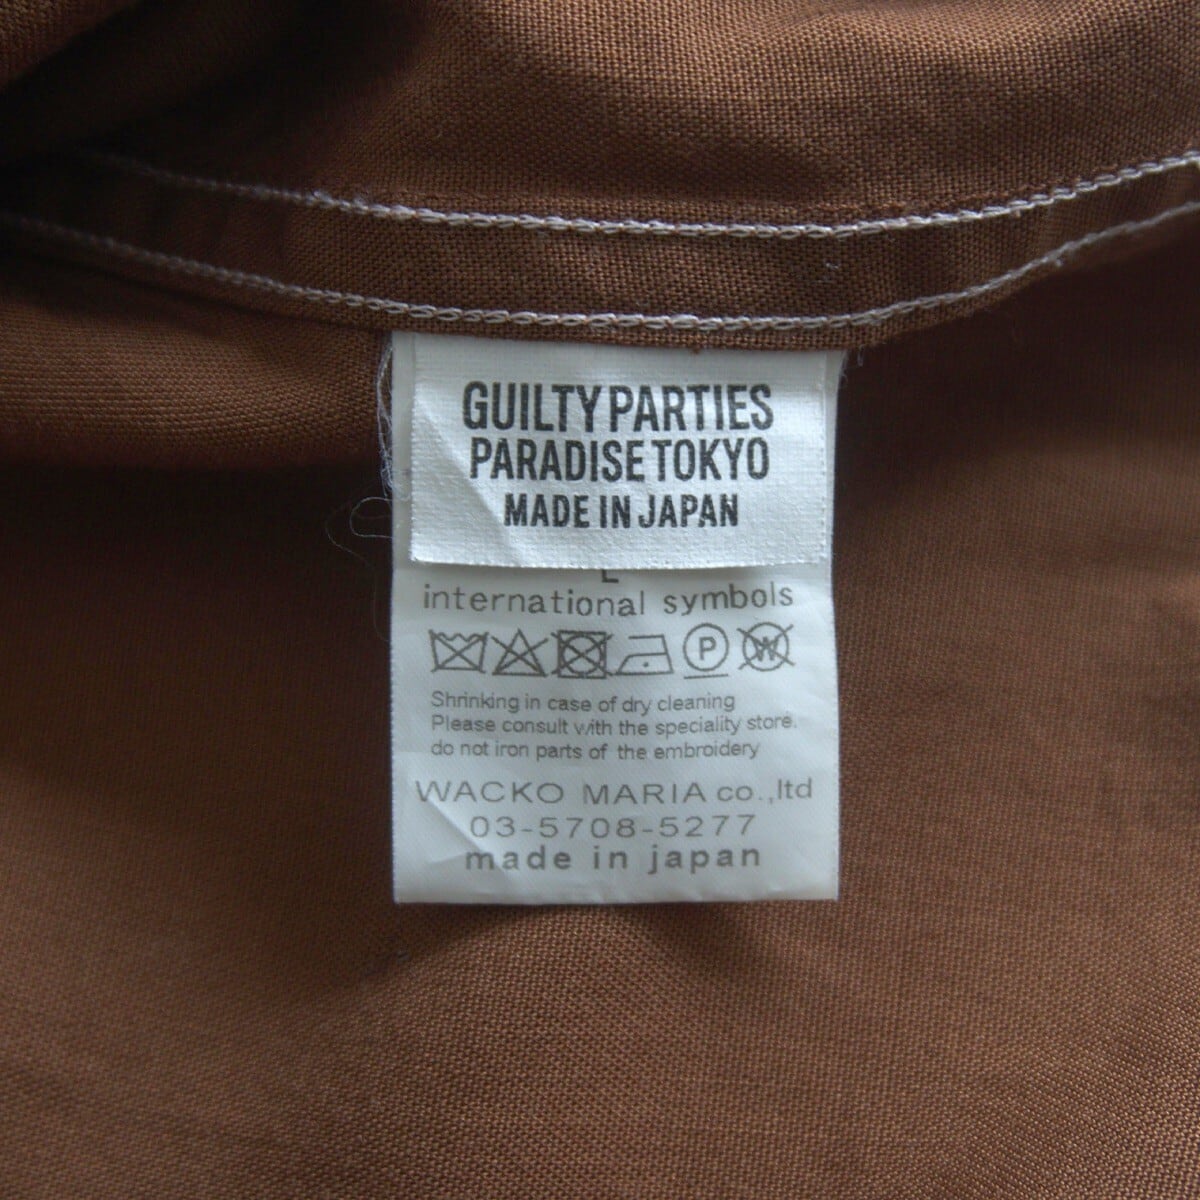 GUILTY PARTIES
PARADISE TOKYO
MADE IN JAPAN
L
international symbols
P W
Shrinking in case of dry cleaning
Please consult with the speciality store.
do not iron parts of the embroidery
WACKO MARIA co.,ltd
03-5708-5277
made in japan